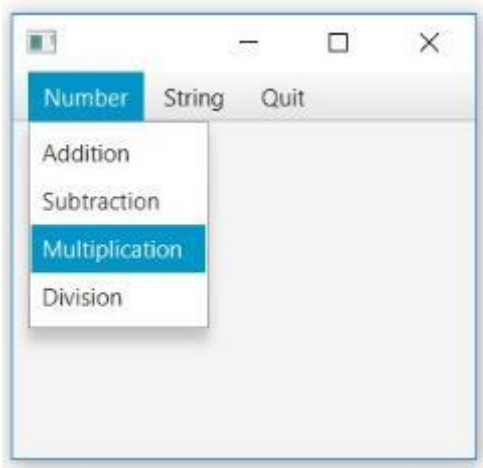 Number String Quit
Addition
Subtraction
Multiplication
Division